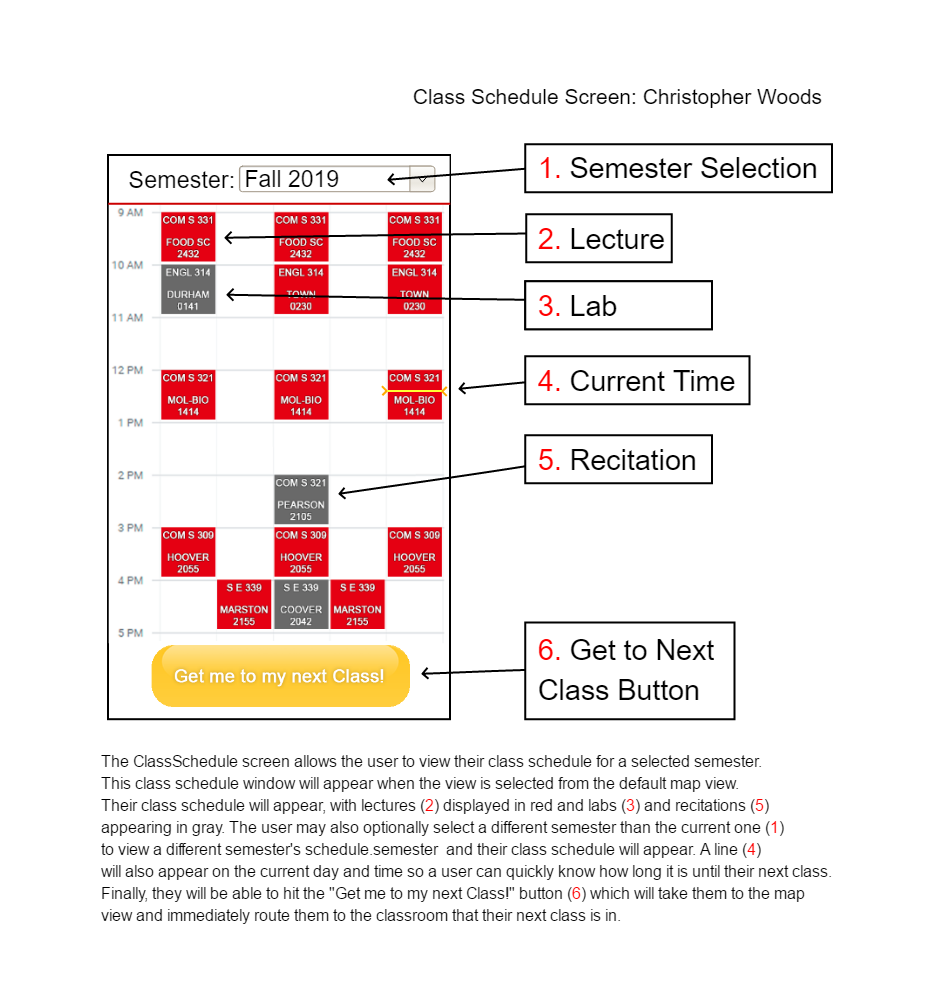 Class Schedule Screen: Christopher Woods
Semester: Fall 2019
1. Semester Selection
9 AM
COM S 331 COM S 331 COM S 331
FOOD SC FOOD SC FOOD SC
2432 2432 2432
2. Lecture
10 AM
ENGL 314 ENGL 314 ENGL 314
DURHAM TOWN TOWN
0141 0230 0230
3. Lab
11 AM
12 PM
COM S 321 COM S 321 COM S 321
MOL-BIO MOL-BIO MOL-BIO
1414 1414 1414
4. Current Time
1 PM
2 PM
COM S 321
PEARSON
2105
5. Recitation
3 PM
COM S 309 COM S 309 COM S 309
HOOVER HOOVER HOOVER
2055 2055 2055
4 PM
S E 339 S E 339 S E 339
MARSTON COOVER MARSTON
2155 2042 2155
5 PM
Get me to my next Class!
6. Get to Next
Class Button
The ClassSchedule screen allows the user to view their class schedule for a selected semester.
This class schedule window will appear when the view is selected from the default map view.
Their class schedule will appear, with lectures (2) displayed in red and labs (3) and recitations (5)
appearing in gray. The user may also optionally select a different semester than the current one (1)
to view a different semester's schedule.semester and their class schedule will appear. A line (4)
will also appear on the current day and time so a user can quickly know how long it is until their next class.
Finally, they will be able to hit the "Get me to my next Class!" button (6) which will take them to the map
view and immediately route them to the classroom that their next class is in.